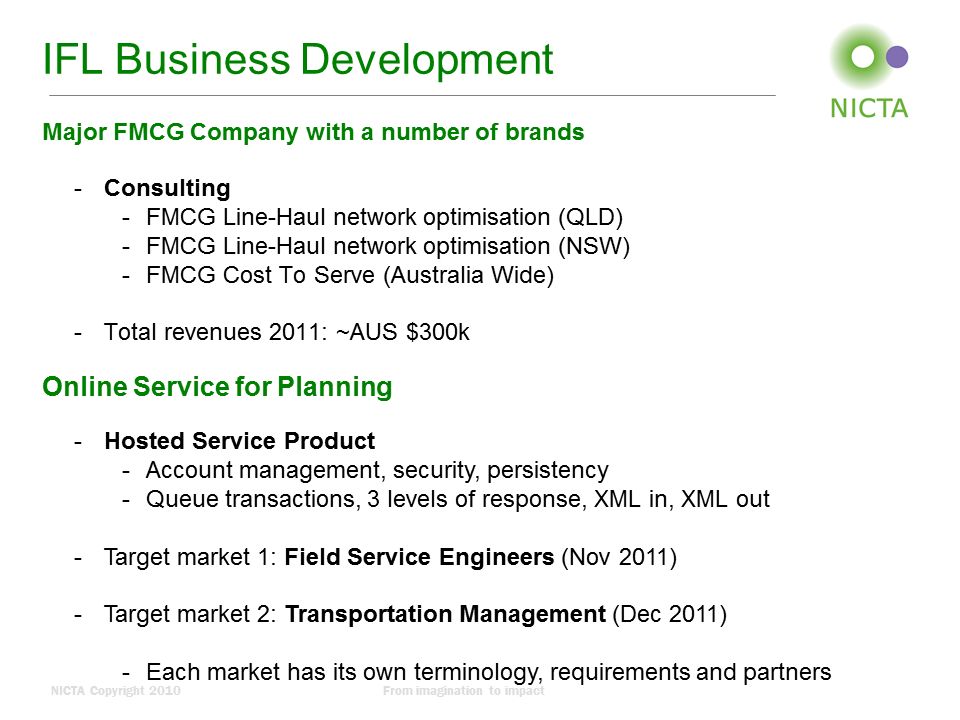 IFL Business Development
NICTA
Major FMCG Company with a number of brands
- Consulting
- FMCG Line-Haul network optimisation (QLD)
- FMCG Line-Haul network optimisation (NSW)
- FMCG Cost To Serve (Australia Wide)
- Total revenues 2011: ~AUS $300k
Online Service for Planning
- Hosted Service Product
- Account management, security, persistency
- Queue transactions, 3 levels of response, XML in, XML out
- Target market 1: Field Service Engineers (Nov 2011)
- Target market 2: Transportation Management (Dec 2011)
- Each market has its own terminology, requirements and partners
NICTA Copyright 2010 From imagination to impact